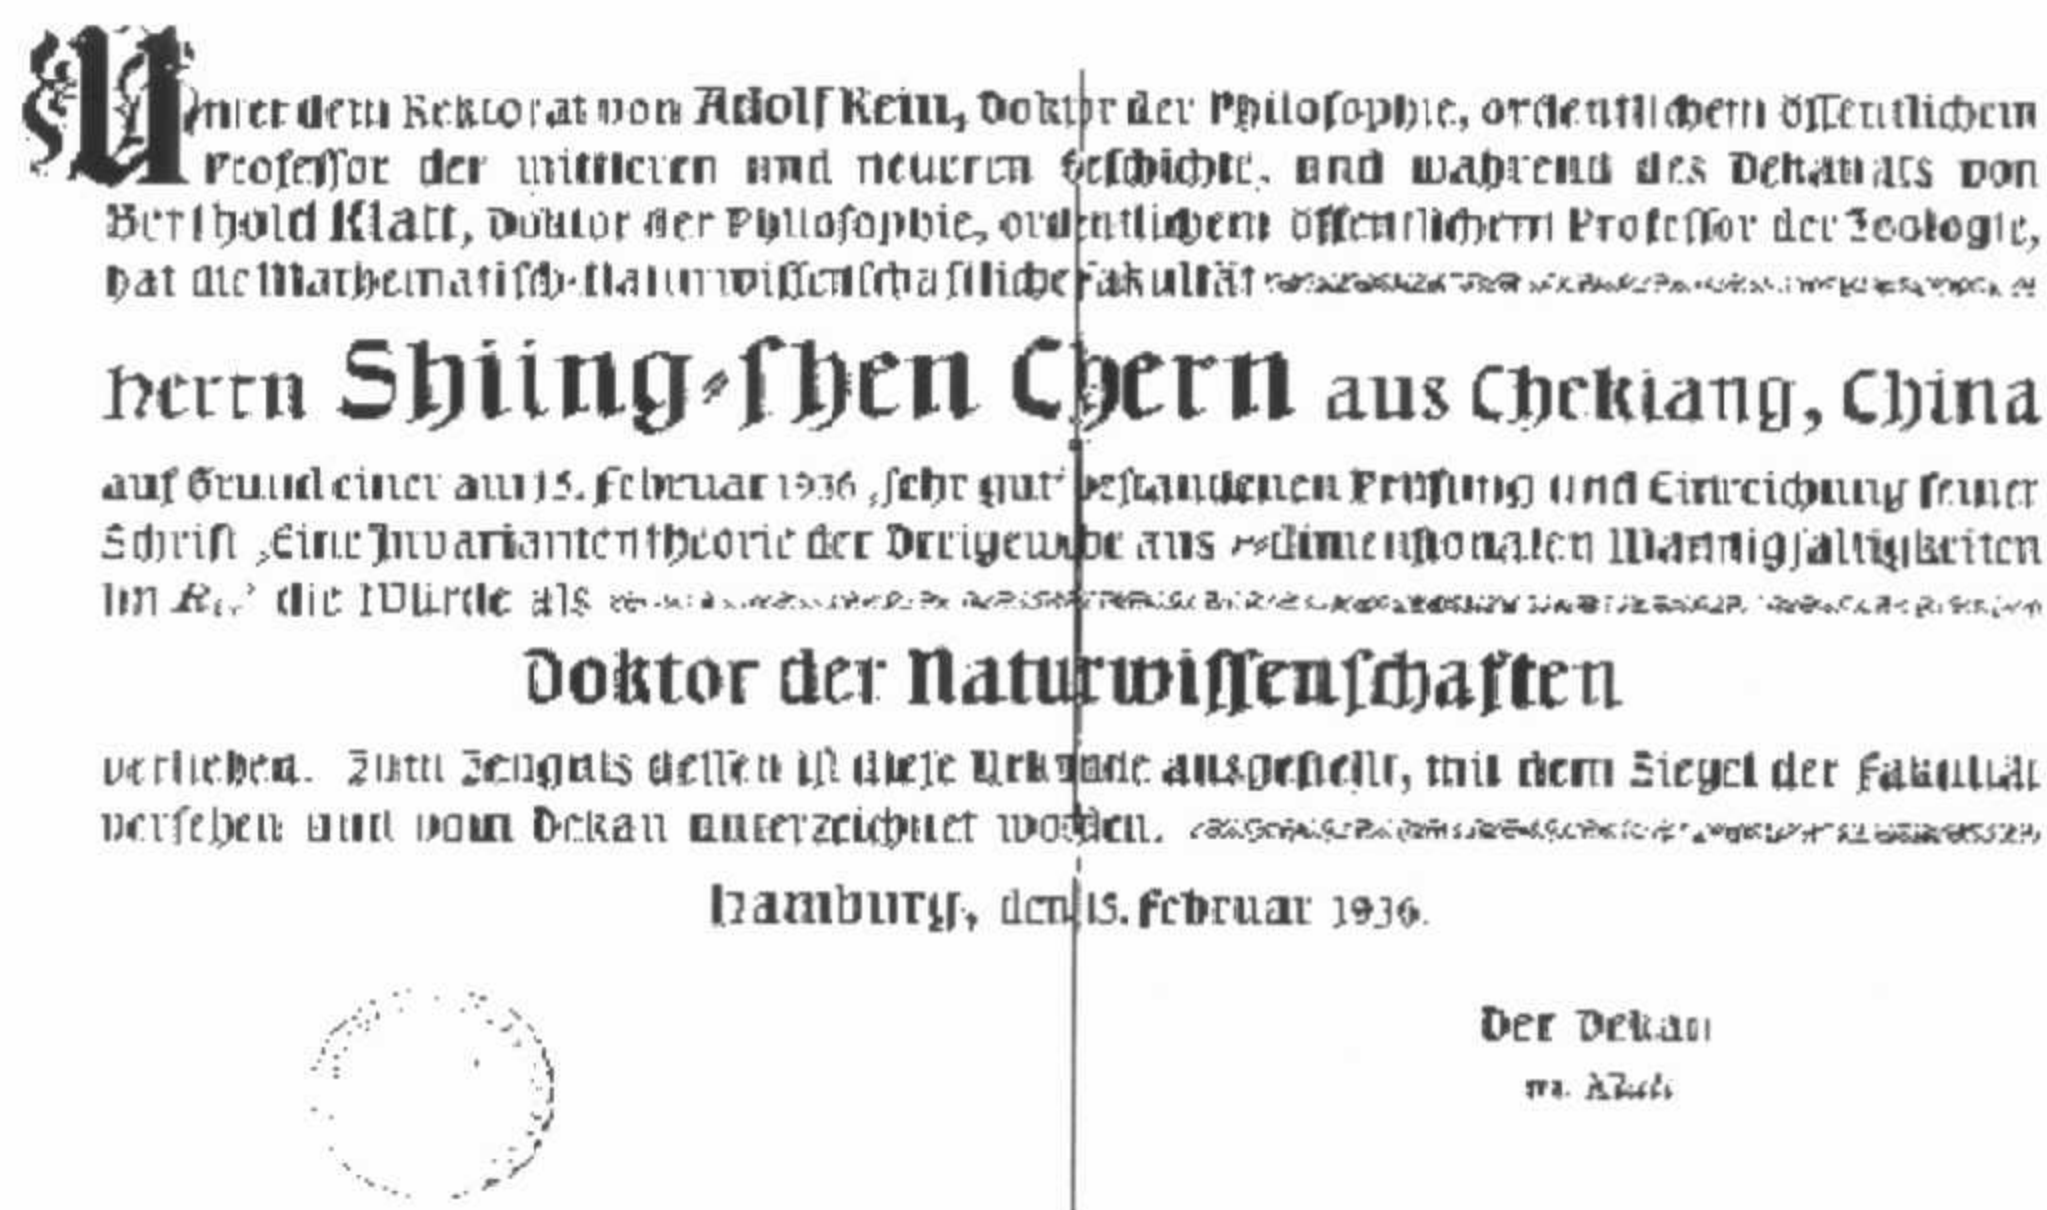 Unter dem Rektorat von Adolf Rein, Doktor der Philosophie, ordentlichem öffentlichem
Professor der mittleren und neueren Geschichte, und während des Dekanats von
Berthold Klatt, Doktor der Philosophie, ordentlichem öffentlichem Professor der Zoologie,
hat die Mathematisch-Naturwissenschaftliche Fakultät
Herrn Shiing-shen Chern aus Chekiang, China
auf Grund einer am 15. Februar 1936 ‚sehr gut‘ bestandenen Prüfung und Einreichung seiner
Schrift ‚Eine Invariantentheorie der Dreigewebe aus r-dimensionalen Mannigfaltigkeiten
im die Würde als
Doktor der Naturwissenschaften
verliehen. Zum Zeugnis dessen ist diese Urkunde ausgestellt, mit dem Siegel der Fakultät
versehen und vom Dekan unterzeichnet worden.
Hamburg, den 15. Februar 1936.
Der Dekan